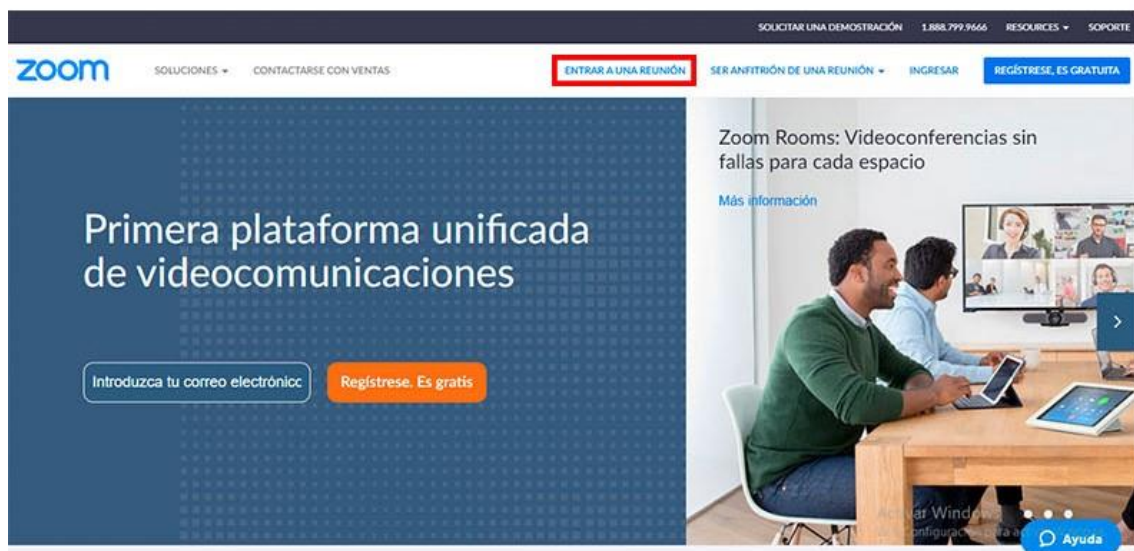 SOLICITAR UNA DEMOSTRACIÓN 1.888.799.9666 RESOURCES SOPORTE
zoom SOLUCIONES CONTACTARSE CON VENTAS ENTRAR A UNA REUNIÓN SER ANFITRIÓN DE UNA REUNIÓN INGRESAR REGÍSTRESE, ES GRATUITA
Zoom Rooms: Videoconferencias sin
fallas para cada espacio
Más información
Primera plataforma unificada
de videocomunicaciones
Introduzca tu correo electrónicc
Regístrese. Es gratis
Ayuda